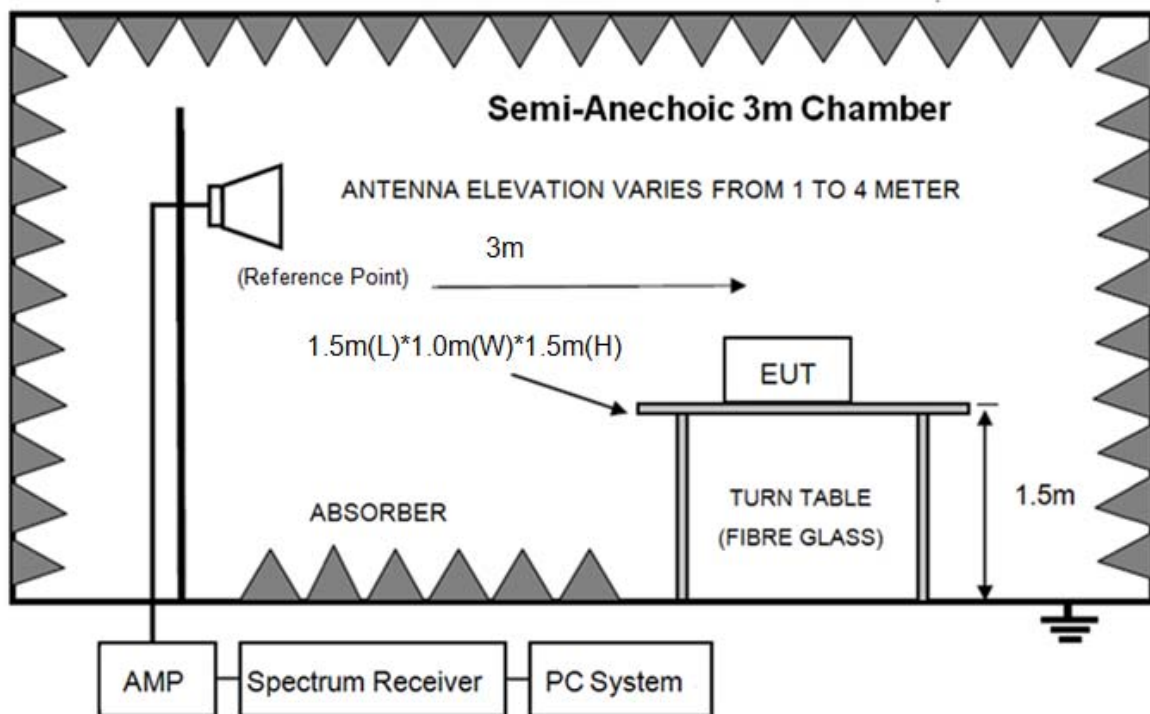 Semi-Anechoic 3m Chamber
ANTENNA ELEVATION VARIES FROM 1 TO 4 METER
3m
(Reference Point)
1.5m(L)*1.0m(W)*1.5m(H)
EUT
1.5m
TURN TABLE
(FIBRE GLASS)
ABSORBER
AMP
Spectrum Receiver
PC System